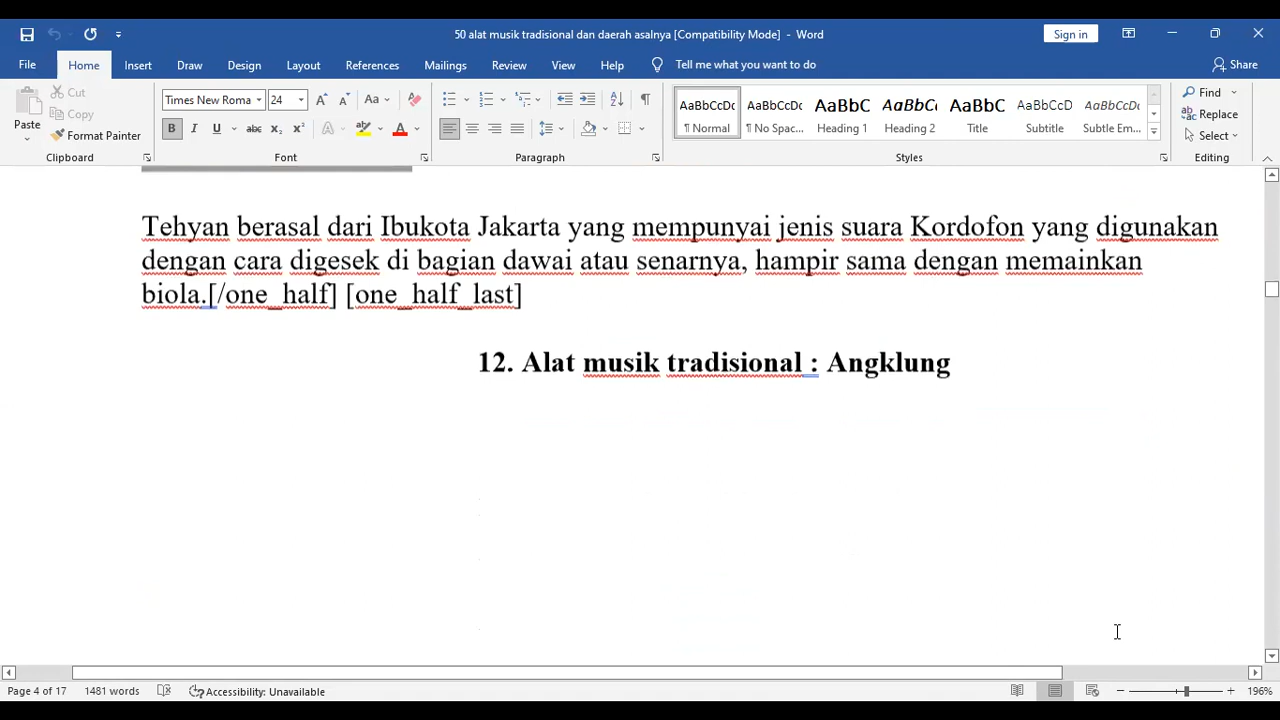 50 alat musik tradisional dan daerah asalnya [Compatibility Mode] - Word
Sign in
File Home Insert Draw Design Layout References Mailings Review View Help Tell me what you want to do Share
Paste
Cut
Copy
Format Painter
Clipboard
Times New Roma 24
Aa
B I U abc x₂ x² A A
Font
Paragraph
AaBbCcDc AaBbCcDc AaBbC AaBbCc AaBbC AaBbCcD AaBbCcDc
¶ Normal ¶ No Spac... Heading 1 Heading 2 Title Subtitle Subtle Em...
Styles
Find
Replace
Select
Editing
Tehyan berasal dari Ibukota Jakarta yang mempunyai jenis suara Kordofon yang digunakan
dengan cara digesek di bagian dawai atau senarnya, hampir sama dengan memainkan
biola.[/one_half] [one_half_last]
12. Alat musik tradisional : Angklung
Page 4 of 17 1481 words Accessibility: Unavailable 196%